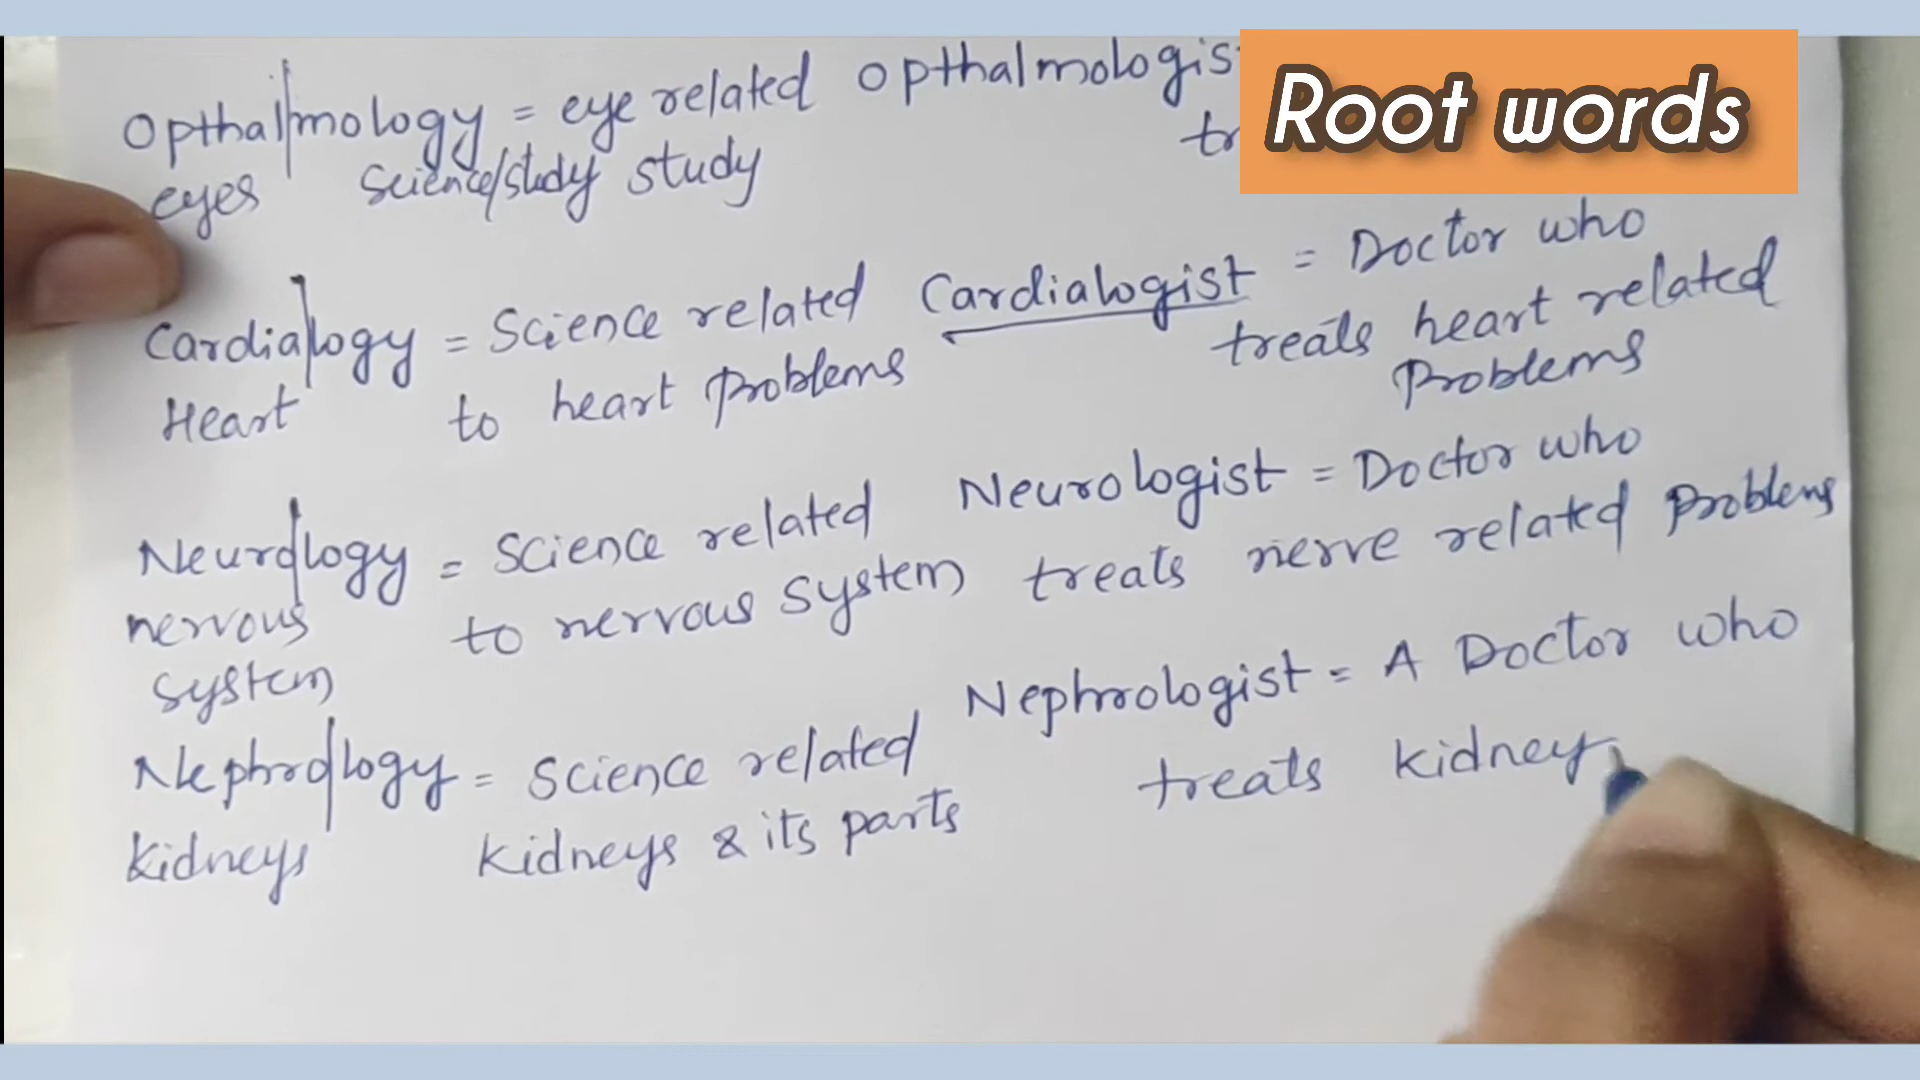 Root words
Opthalmology = eye related Opthalmologis
eyes science/study study tr
Cardialogy = Science related Cardialogist = Doctor who
Heart to heart problems treats heart related
problems
Neurology = Science related Neurologist = Doctor who
nervous to nervous system treats nerve related problems
system
Nephrology = Science related Nephrologist = A Doctor who
kidneys kidneys & its parts treats kidney